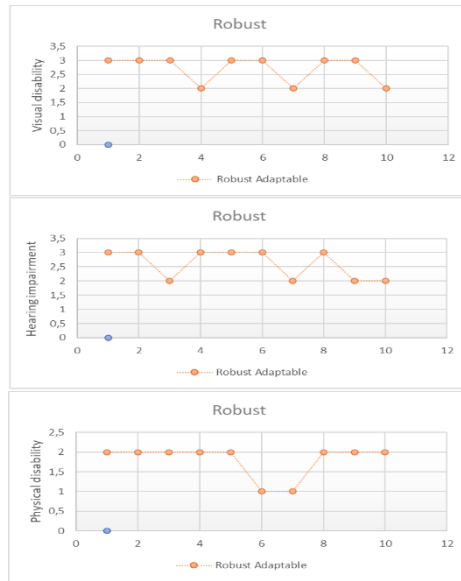 Robust
Visual disability
3,5
3
2,5
2
1,5
1
0,5
0
0 2 4 6 8 10 12
Robust Adaptable
Robust
Hearing impairment
3,5
3
2,5
2
1,5
1
0,5
0
0 2 4 6 8 10 12
Robust Adaptable
Robust
Physical disability
2,5
2
1,5
1
0,5
0
0 2 4 6 8 10 12
Robust Adaptable